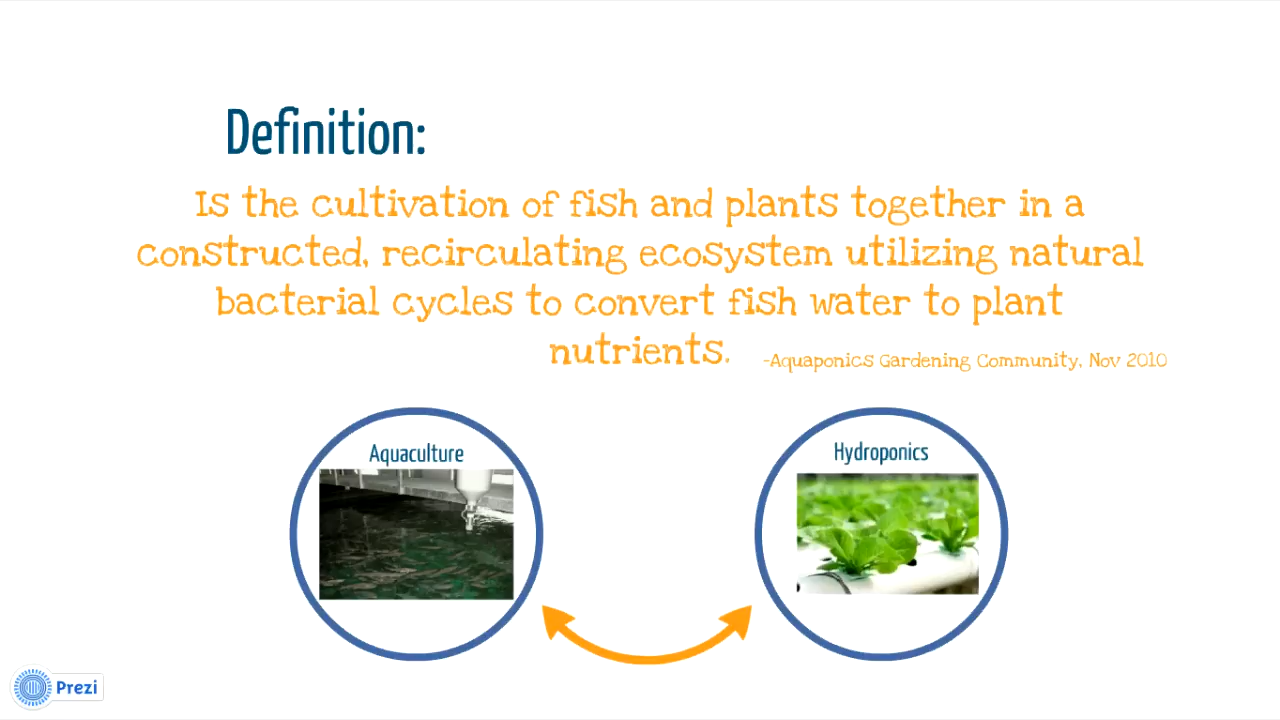 Definition:
Is the cultivation of fish and plants together in a
constructed, recirculating ecosystem utilizing natural
bacterial cycles to convert fish water to plant
nutrients.
-Aquaponics Gardening Community, Nov 2010
Aquaculture
Hydroponics
Prezi